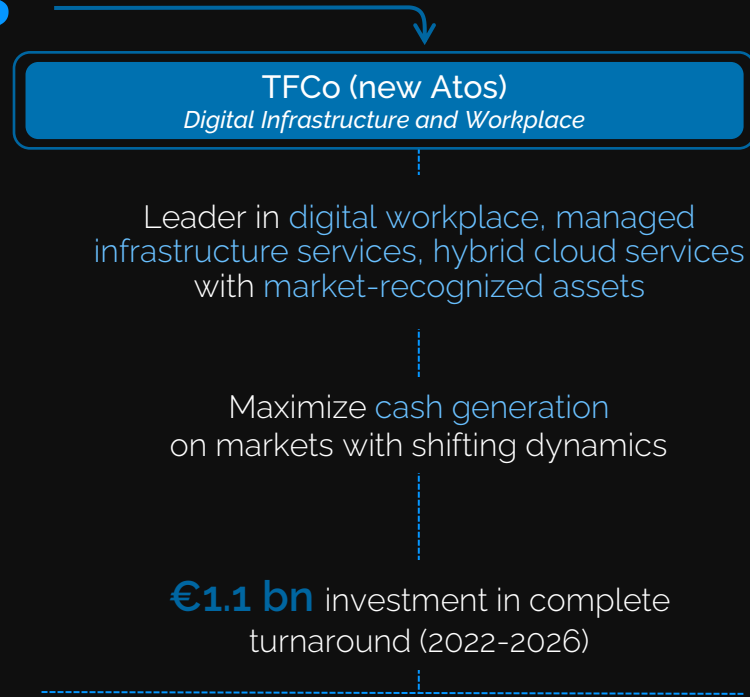 TFCo (new Atos)
Digital Infrastructure and Workplace
Leader in digital workplace, managed
infrastructure services, hybrid cloud services
with market-recognized assets
Maximize cash generation
on markets with shifting dynamics
€1.1 bn investment in complete
turnaround (2022-2026)